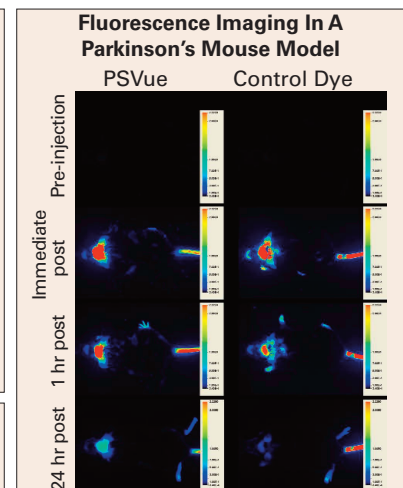 Fluorescence Imaging In A
Parkinson's Mouse Model
PSVue
Control Dye
Pre-injection
Immediate
post
1 hr post
24 hr post